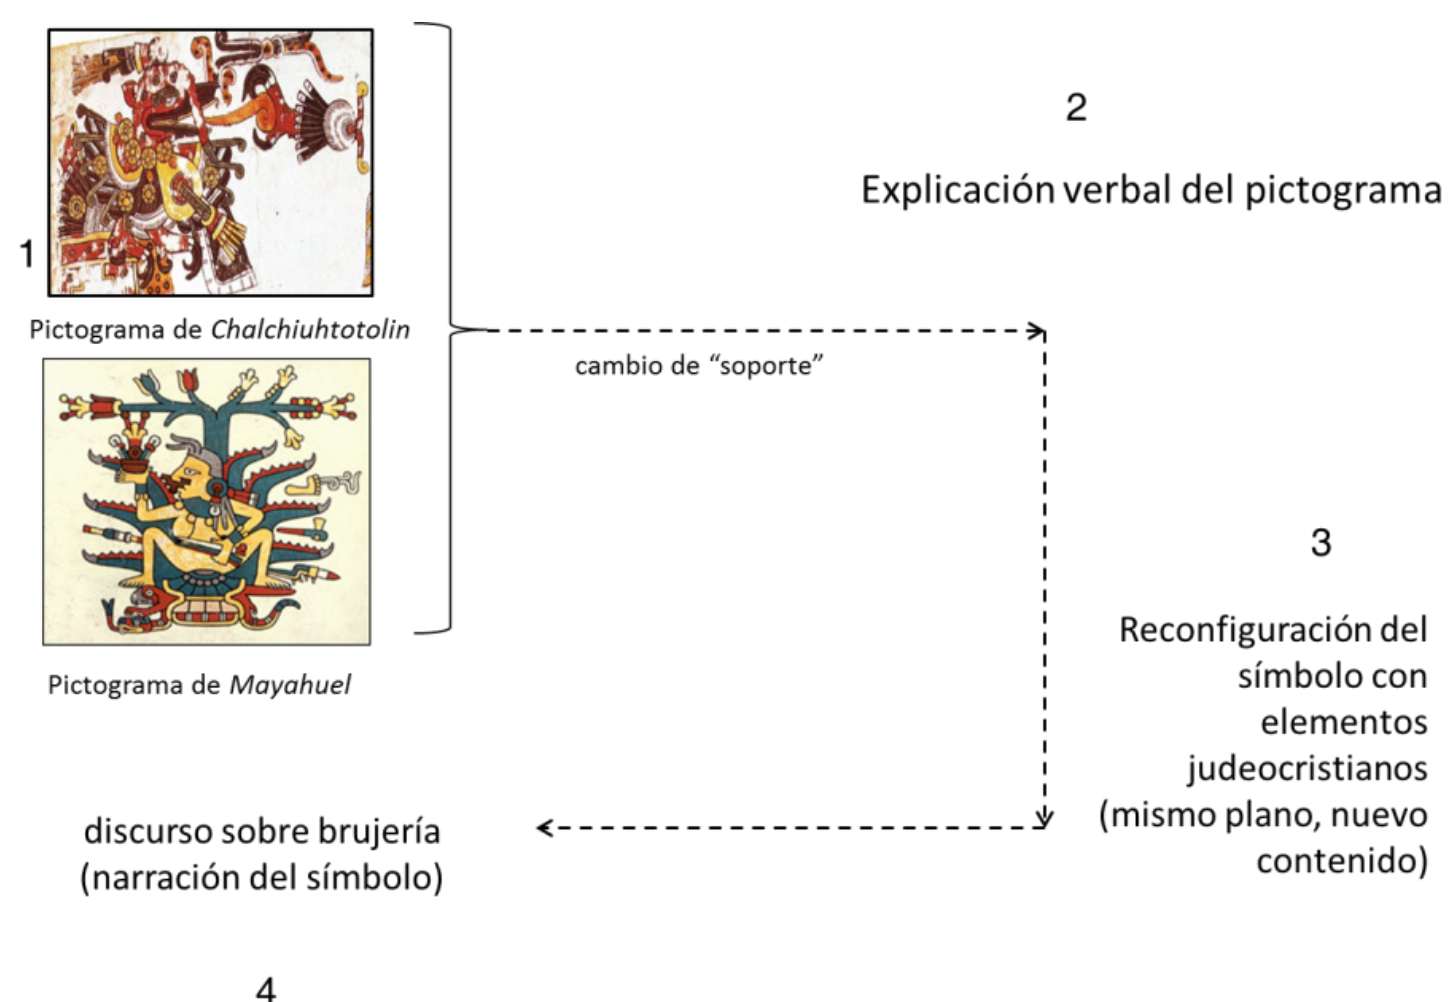 1
Pictograma de Chalchiuhtotolin
Pictograma de Mayahuel
cambio de “soporte”
2
Explicación verbal del pictograma
3
Reconfiguración del
símbolo con
elementos
judeocristianos
(mismo plano, nuevo
contenido)
discurso sobre brujería
(narración del símbolo)
4